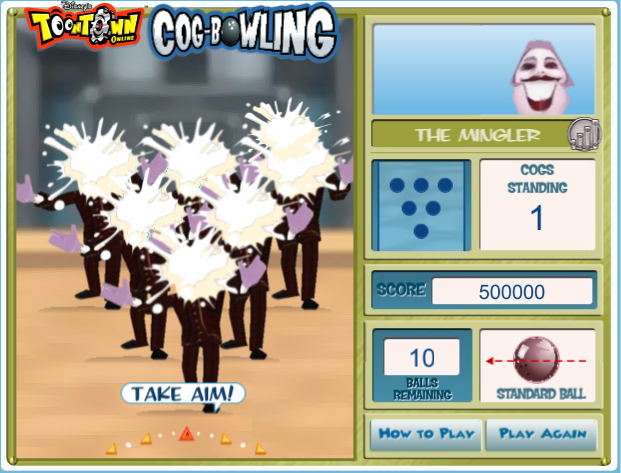 Disney's
TOONTOWN
ONLINE
COG-BOWLING
THE MINGLER
COGS
STANDING
1
SCORE
500000
10
BALLS
REMAINING
STANDARD BALL
TAKE AIM!
HOW TO PLAY
PLAY AGAIN